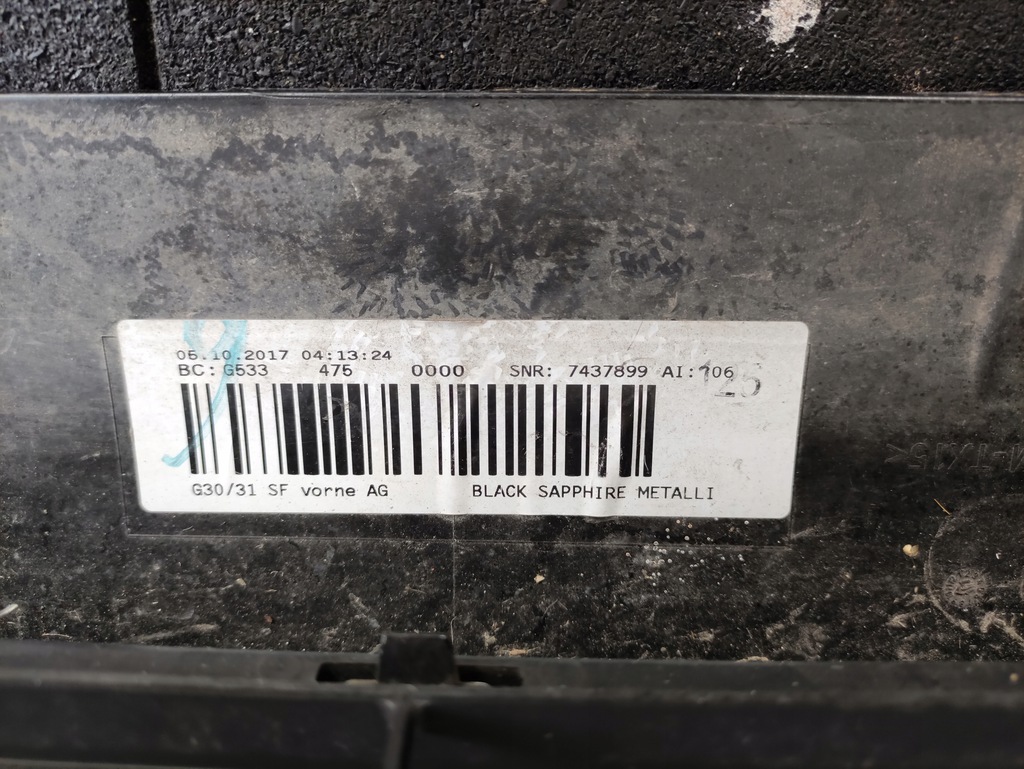 05.10.2017 04:13:24
BC: G533 475 0000 SNR: 7437899 AI: 106
125
G30/31 SF vorne AG BLACK SAPPHIRE METALLI